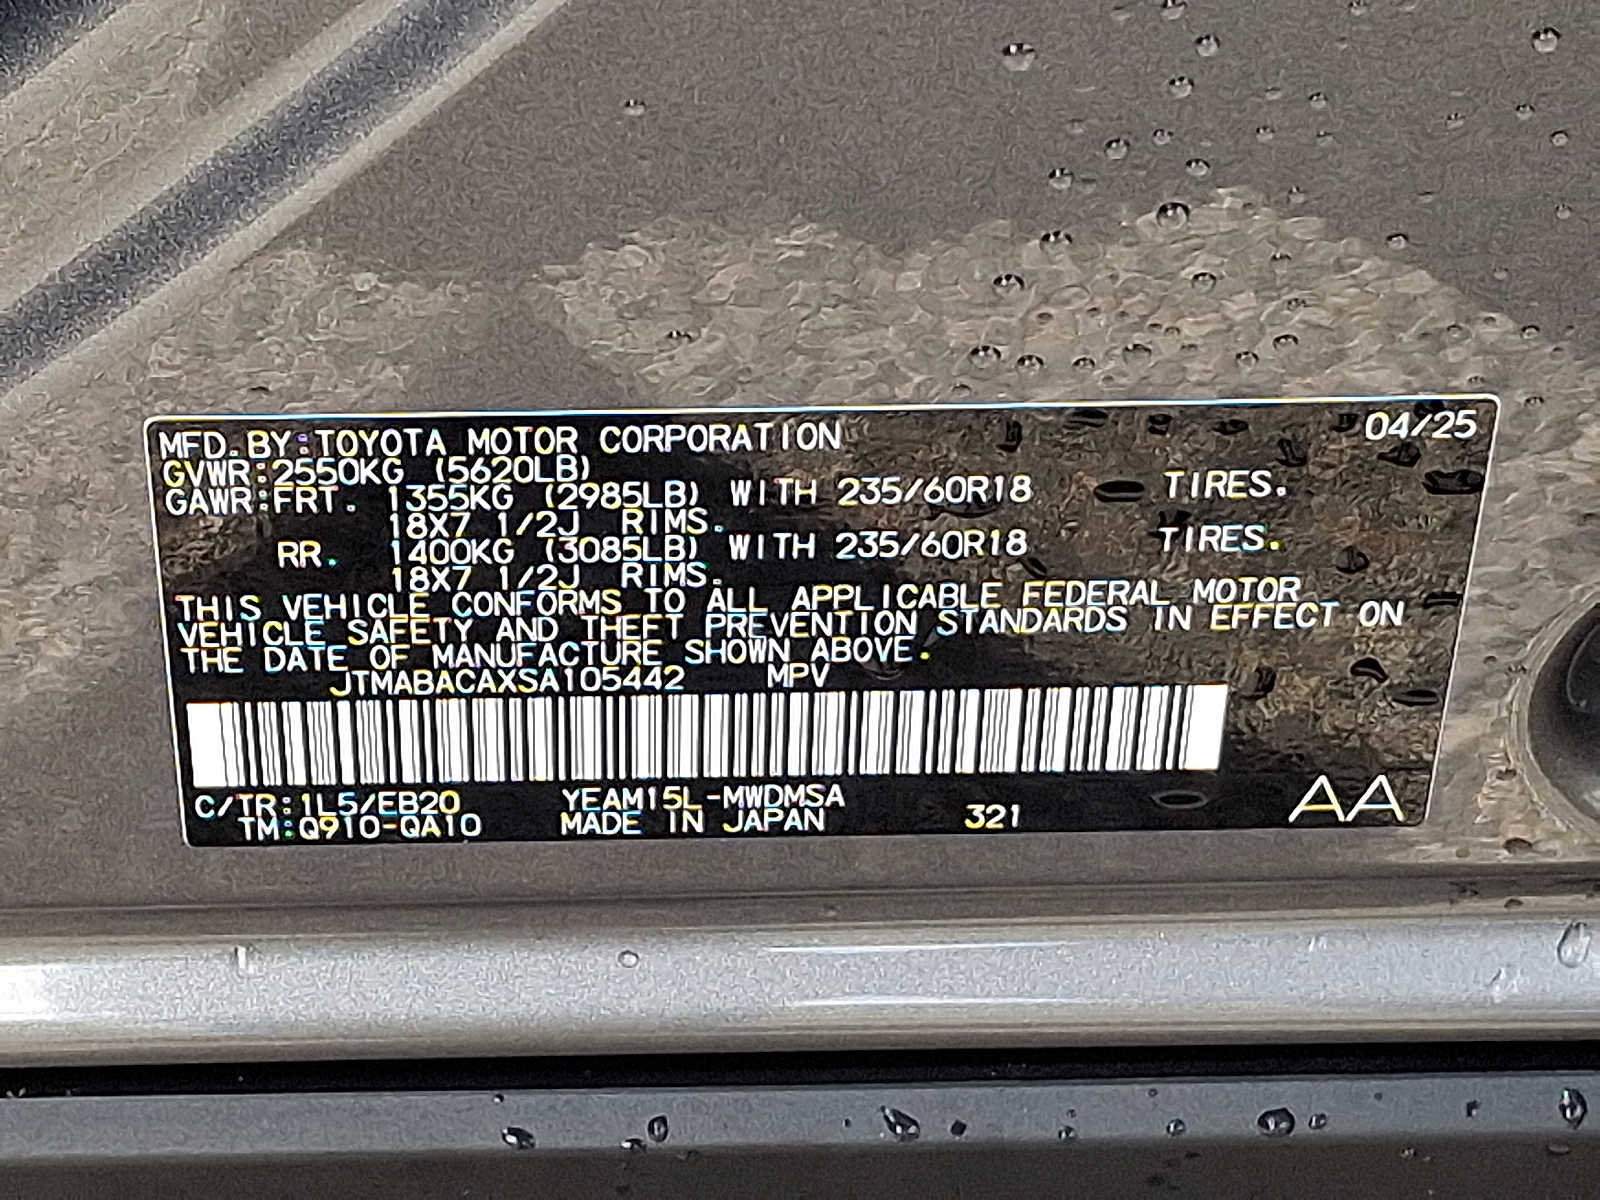 04/25
MFD.BY:TOYOTA MOTOR CORPORATION
GVWR:2550KG (5620LB)
GAWR:FRT. 1355KG (2985LB) WITH 235/60R18 TIRES.
18X7 1/2J RIMS.
RR. 1400KG (3085LB) WITH 235/60R18 TIRES.
18X7 1/2J RIMS.
THIS VEHICLE CONFORMS TO ALL APPLICABLE FEDERAL MOTOR
VEHICLE SAFETY AND THEFT PREVENTION STANDARDS IN EFFECT ON
THE DATE OF MANUFACTURE SHOWN ABOVE.
JTMABACAXSA105442 MPV
C/TR:1L5/EB20 YEAM15L-MWDMSA
TM:Q910-QA10 MADE IN JAPAN 321 AA